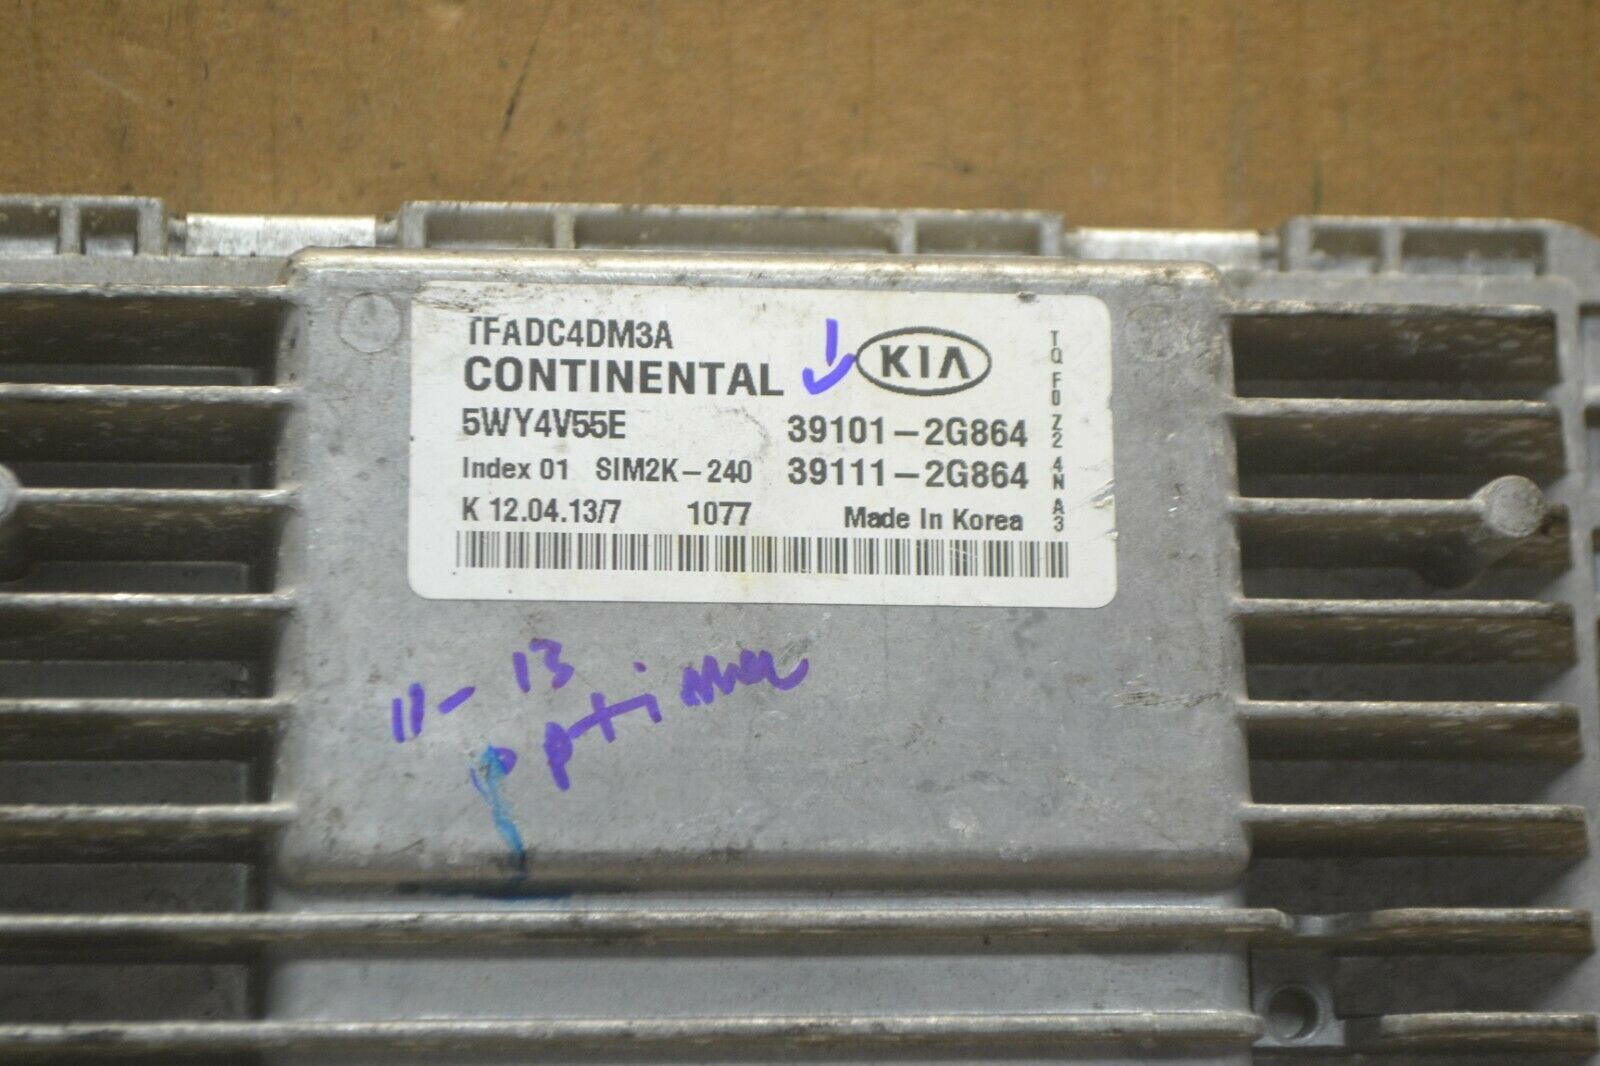 TFADC4DM3A
CONTINENTAL KIA
5WY4V55E 39101-2G864
Index 01 SIM2K-240 39111-2G864
K 12.04.13/7 1077 Made In Korea
TQ F0 Z2 4N A3
11-13
optima